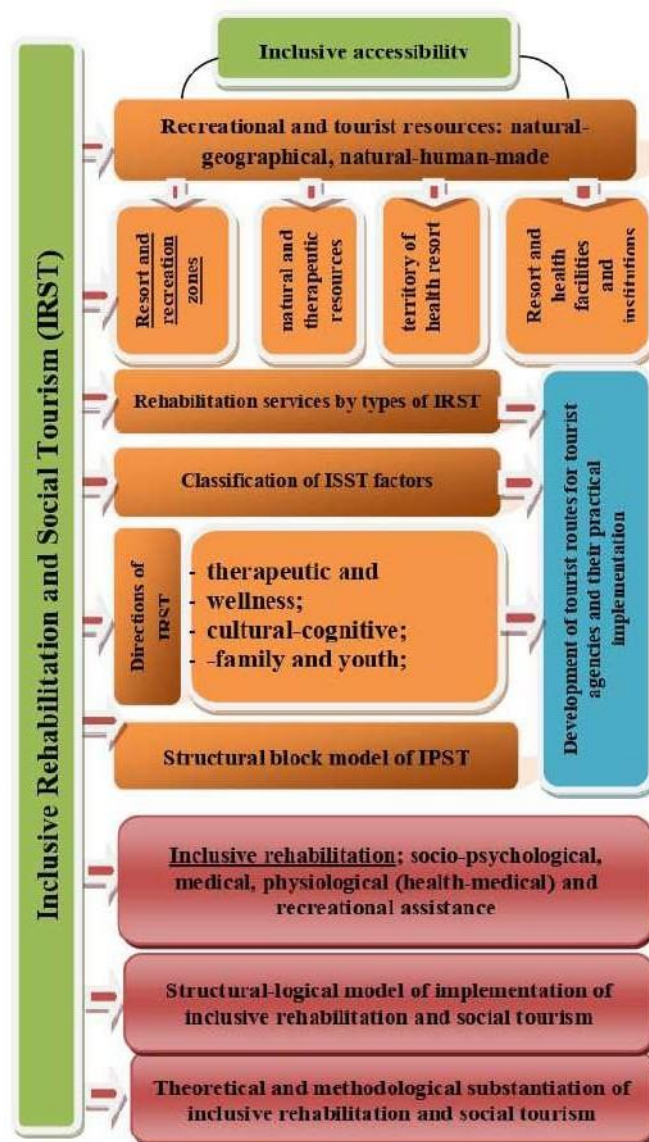 Inclusive accessibility
Inclusive Rehabilitation and Social Tourism (IRST)
Recreational and tourist resources: natural-
geographical, natural-human-made
Resort and
recreation
zones
natural and
therapeutic
resources
territory of
health resort
Resort and
health
facilities
and
institutions
Rehabilitation services by types of IRST
Classification of ISST factors
Directions of
IRST
- therapeutic and
- wellness;
- cultural-cognitive;
- -family and youth;
Development of tourist routes for tourist
agencies and their practical
implementation
Structural block model of IPST
Inclusive rehabilitation; socio-psychological,
medical, physiological (health-medical) and
recreational assistance
Structural-logical model of implementation of
inclusive rehabilitation and social tourism
Theoretical and methodological substantiation of
inclusive rehabilitation and social tourism